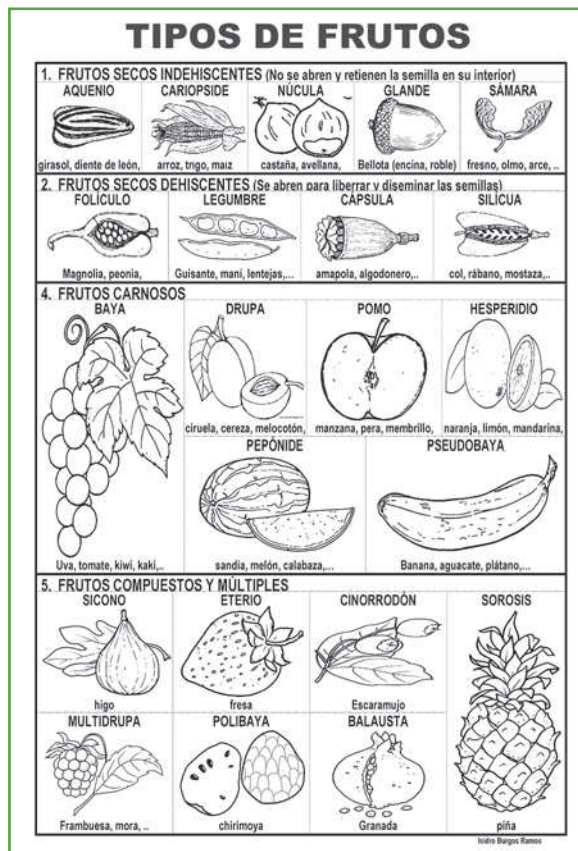 TIPOS DE FRUTOS
1. FRUTOS SECOS INDEHISCENTES (No se abren y retienen la semilla en su interior)
AQUENIO
girasol, diente de león,
CARIOPSIDE
arroz, trigo, maiz
NÚCULA
castaña, avellana,
GLANDE
Bellota (encina, roble)
SÁMARA
fresno, olmo, arce, ..
2. FRUTOS SECOS DEHISCENTES (Se abren para liberrar y diseminar las semillas)
FOLÍCULO
Magnolia, peonia,
LEGUMBRE
Guisante, maní, lentejas,...
CÁPSULA
amapola, algodonero,..
SILÍCUA
col, rábano, mostaza,..
4. FRUTOS CARNOSOS
BAYA
Uva, tomate, kiwi, kaki,..
DRUPA
ciruela, cereza, melocotón,
POMO
manzana, pera, membrillo,
HESPERIDIO
naranja, limón, mandarina,
PEPÓNIDE
sandía, melón, calabaza,...
PSEUDOBAYA
Banana, aguacate, plátano,...
5. FRUTOS COMPUESTOS Y MÚLTIPLES
SICONO
higo
ETERIO
fresa
CINORRODÓN
Escaramujo
SOROSIS
piña
MULTIDRUPA
Frambuesa, mora, ..
POLIBAYA
chirimoya
BALAUSTA
Granada
Isidro Burgos Ramos